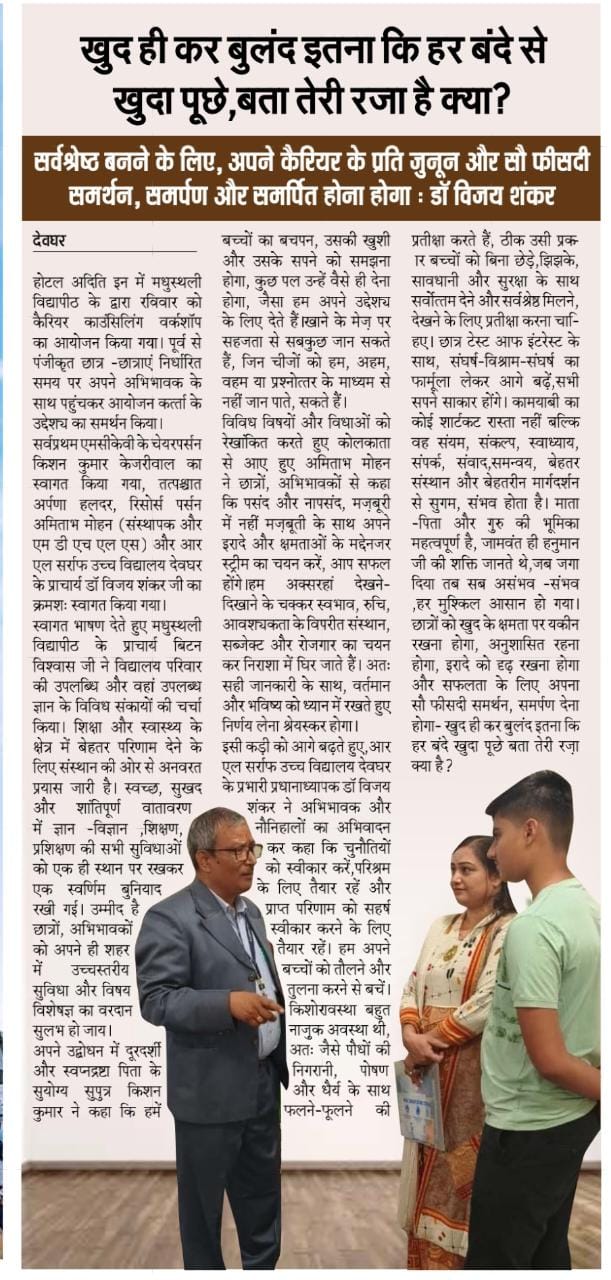 खुद ही कर बुलंद इतना कि हर बंदे से
खुदा पूछे,बता तेरी रजा है क्या?
सर्वश्रेष्ठ बनने के लिए, अपने कैरियर के प्रति जुनून और सौ फीसदी
समर्थन, समर्पण और समर्पित होना होगा : डॉ विजय शंकर
देवघर
होटल अदिति इन में मधुस्थली
विद्यापीठ के द्वारा रविवार को
कैरियर काउंसिलिंग वर्कशॉप
का आयोजन किया गया। पूर्व से
पंजीकृत छात्र -छात्राएं निर्धारित
समय पर अपने अभिभावक के
साथ पहुंचकर आयोजन कर्त्ता के
उद्देश्य का समर्थन किया।
सर्वप्रथम एमसीकेवी के चेयरपर्सन
किशन कुमार केजरीवाल का
स्वागत किया गया, तत्पश्चात
अर्पणा हलदर, रिसोर्स पर्सन
अमिताभ मोहन (संस्थापक और
एम डी एच एल एस) और आर
एल सर्राफ उच्च विद्यालय देवघर
के प्राचार्य डॉ विजय शंकर जी का
क्रमशः स्वागत किया गया।
स्वागत भाषण देते हुए मधुस्थली
विद्यापीठ के प्राचार्य बिटन
विश्वास जी ने विद्यालय परिवार
की उपलब्धि और वहां उपलब्ध
ज्ञान के विविध संकायों की चर्चा
किया। शिक्षा और स्वास्थ्य के
क्षेत्र में बेहतर परिणाम देने के
लिए संस्थान की ओर से अनवरत
प्रयास जारी है। स्वच्छ, सुखद
और शांतिपूर्ण वातावरण
में ज्ञान -विज्ञान ,शिक्षण,
प्रशिक्षण की सभी सुविधाओं
को एक ही स्थान पर रखकर
एक स्वर्णिम बुनियाद
रखी गई। उम्मीद है
छात्रों, अभिभावकों
को अपने ही शहर
में उच्चस्तरीय
सुविधा और विषय
विशेषज्ञ का वरदान
सुलभ हो जाय।
अपने उद्बोधन में दूरदर्शी
और स्वप्नद्रष्टा पिता के
सुयोग्य सुपुत्र किशन
कुमार ने कहा कि हमें
बच्चों का बचपन, उसकी खुशी
और उसके सपने को समझना
होगा, कुछ पल उन्हें वैसे ही देना
होगा, जैसा हम अपने उद्देश्य
के लिए देते हैं।खाने के मेज़ पर
सहजता से सबकुछ जान सकते
हैं, जिन चीजों को हम, अहम,
वहम या प्रश्नोत्तर के माध्यम से
नहीं जान पाते, सकते हैं।
विविध विषयों और विधाओं को
रेखांकित करते हुए कोलकाता
से आए हुए अमिताभ मोहन
ने छात्रों, अभिभावकों से कहा
कि पसंद और नापसंद, मज़बूरी
में नहीं मजबूती के साथ अपने
इरादे और क्षमताओं के मद्देनजर
स्ट्रीम का चयन करें, आप सफल
होंगे।हम अक्सरहां देखने-
दिखाने के चक्कर स्वभाव, रुचि,
आवश्यकता के विपरीत संस्थान,
सब्जेक्ट और रोजगार का चयन
कर निराशा में घिर जाते हैं। अतः
सही जानकारी के साथ, वर्तमान
और भविष्य को ध्यान में रखते हुए
निर्णय लेना श्रेयस्कर होगा।
इसी कड़ी को आगे बढ़ते हुए,आर
एल सर्राफ उच्च विद्यालय देवघर
के प्रभारी प्रधानाध्यापक डॉ विजय
शंकर ने अभिभावक और
नौनिहालों का अभिवादन
कर कहा कि चुनौतियों
को स्वीकार करें,परिश्रम
के लिए तैयार रहें और
प्राप्त परिणाम को सहर्ष
स्वीकार करने के लिए
तैयार रहें। हम अपने
बच्चों को तौलने और
तुलना करने से बचें।
किशोरावस्था बहुत
नाजुक अवस्था थी,
अतः जैसे पौधों की
निगरानी, पोषण
और धैर्य के साथ
फलने-फूलने की
प्रतीक्षा करते हैं, ठीक उसी प्रक-
ार बच्चों को बिना छेड़े,झिझके,
सावधानी और सुरक्षा के साथ
सर्वोत्तम देने और सर्वश्रेष्ठ मिलने,
देखने के लिए प्रतीक्षा करना चा-
हिए। छात्र टेस्ट आफ इंटरेस्ट के
साथ, संघर्ष-विश्राम-संघर्ष का
फार्मूला लेकर आगे बढ़ें,सभी
सपने साकार होंगे। कामयाबी का
कोई शार्टकट रास्ता नहीं बल्कि
वह संयम, संकल्प, स्वाध्याय,
संपर्क, संवाद,समन्वय, बेहतर
संस्थान और बेहतरीन मार्गदर्शन
से सुगम, संभव होता है। माता
-पिता और गुरु की भूमिका
महत्वपूर्ण है, जामवंत ही हनुमान
जी की शक्ति जानते थे,जब जगा
दिया तब सब असंभव -संभव
,हर मुश्किल आसान हो गया।
छात्रों को खुद के क्षमता पर यकीन
रखना होगा, अनुशासित रहना
होगा, इरादे को दृढ़ रखना होगा
और सफलता के लिए अपना
सौ फीसदी समर्थन, समर्पण देना
होगा- खुद ही कर बुलंद इतना कि
हर बंदे खुदा पूछे बता तेरी रज़ा
क्या है?